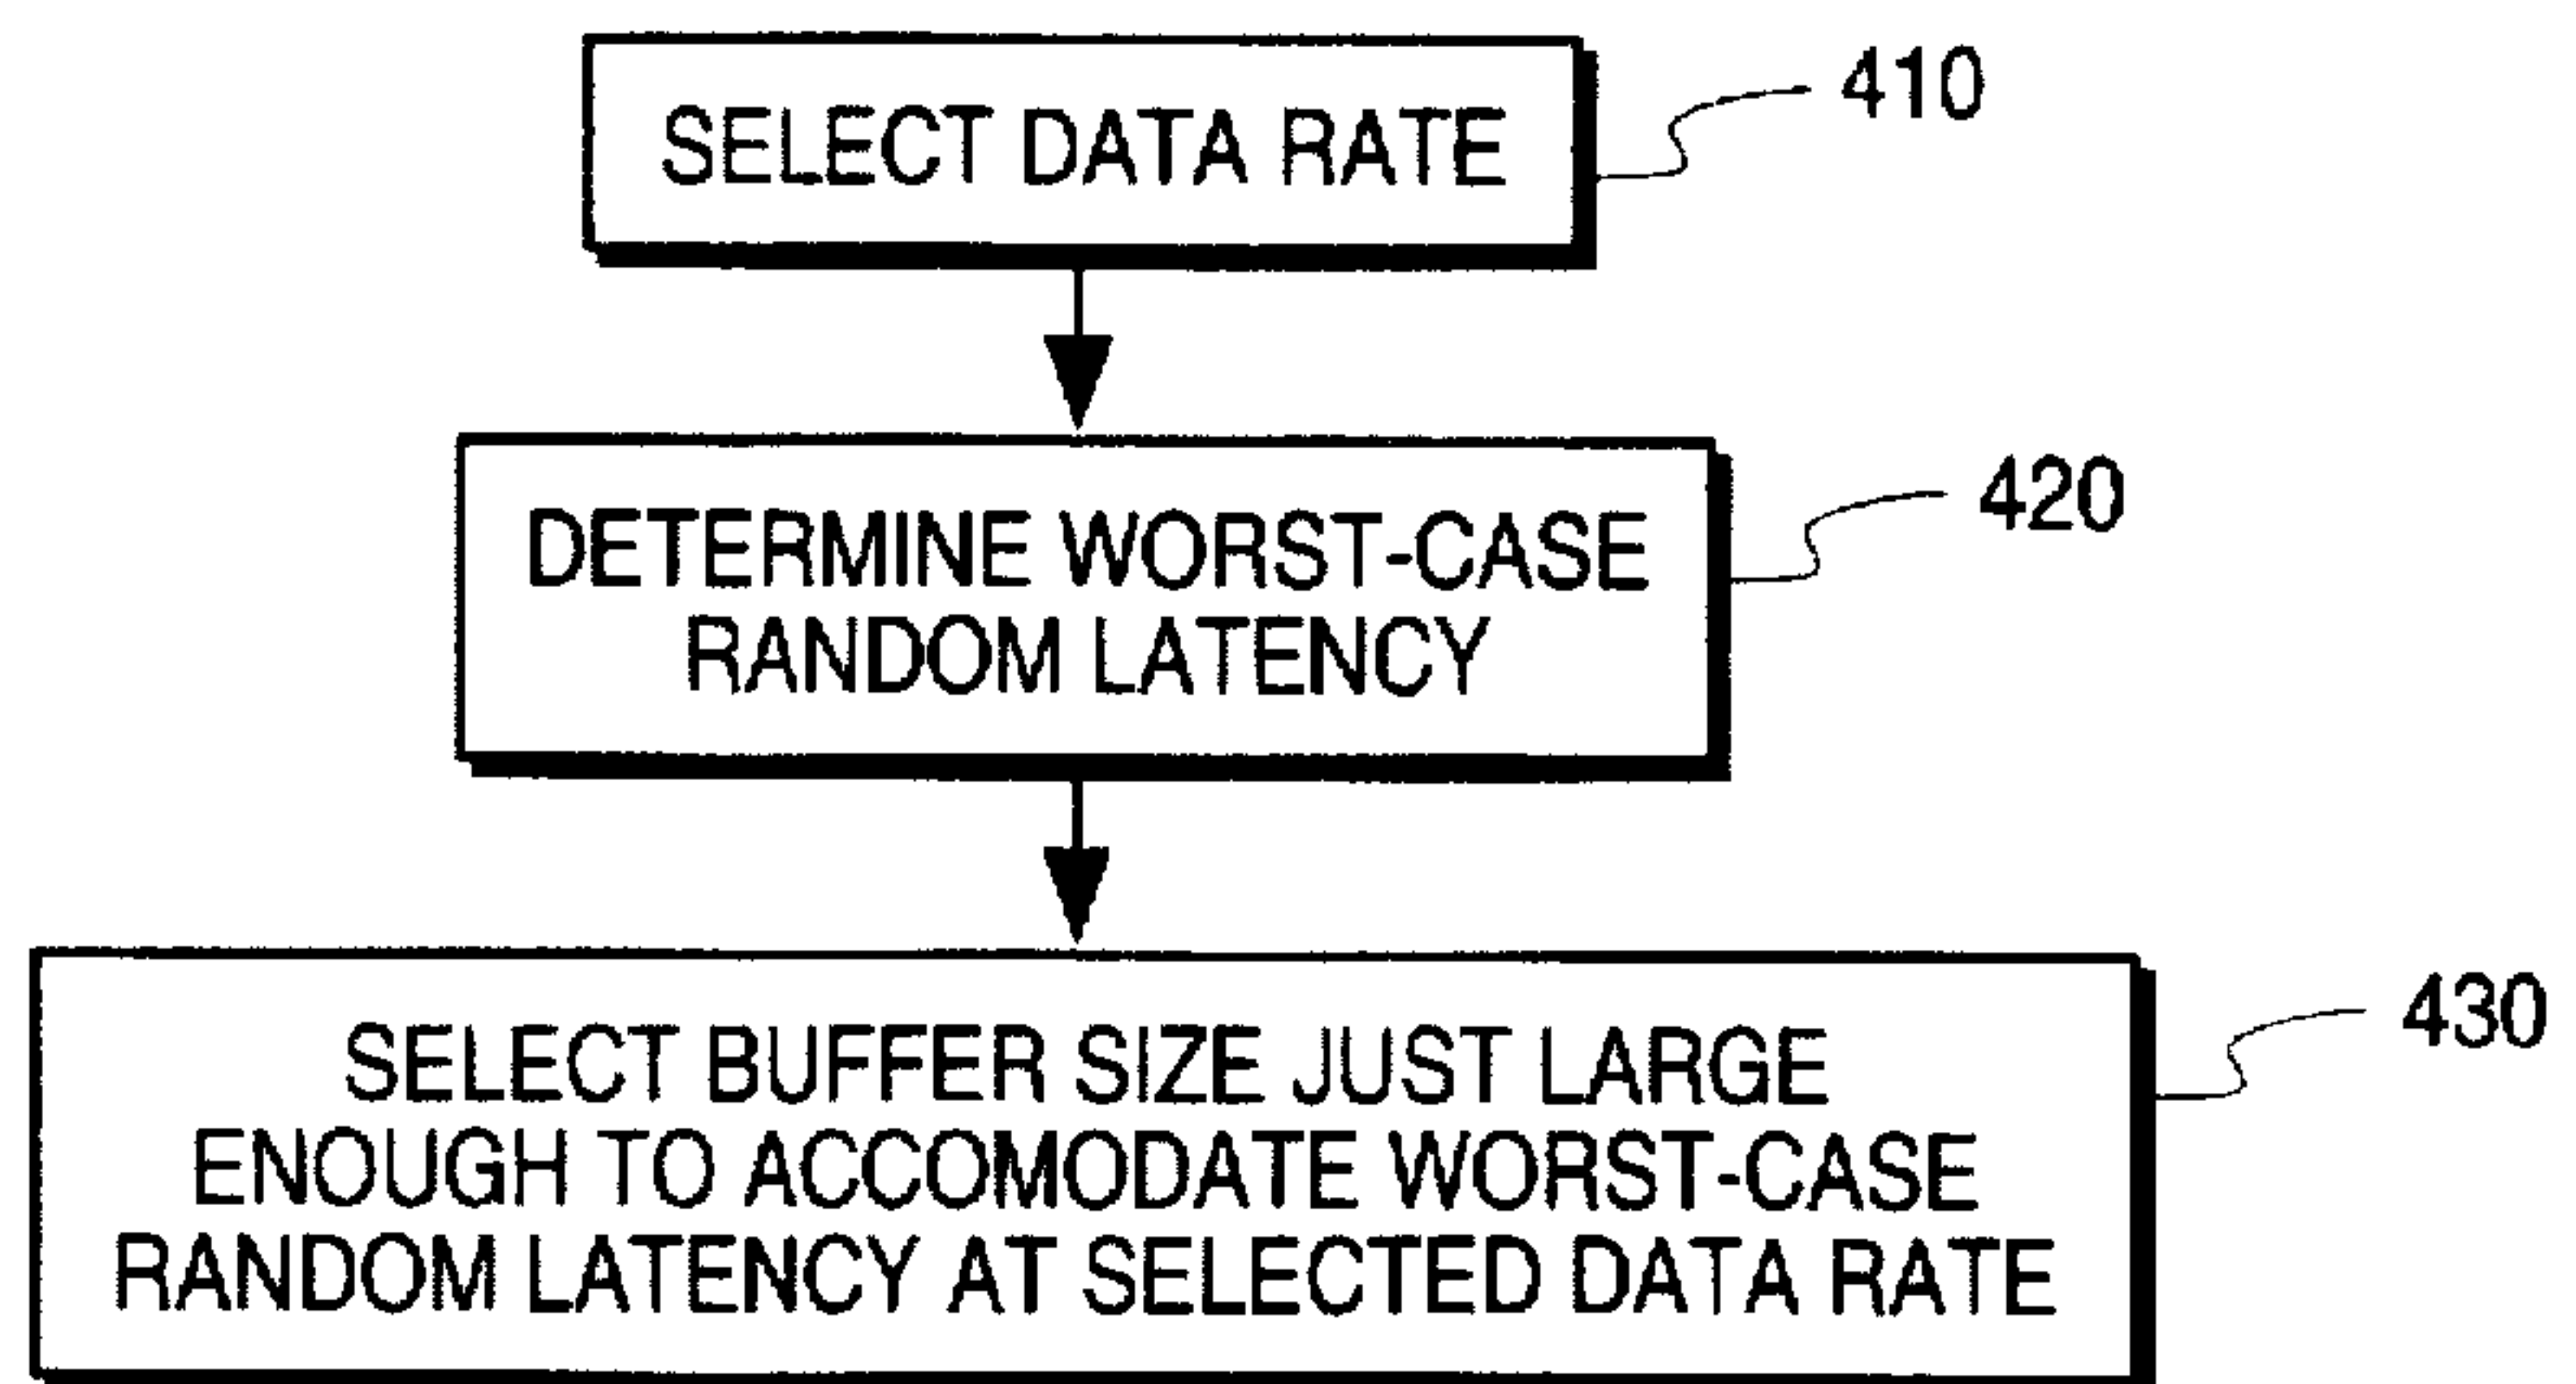 SELECT DATA RATE
410
DETERMINE WORST-CASE
RANDOM LATENCY
420
SELECT BUFFER SIZE JUST LARGE
ENOUGH TO ACCOMODATE WORST-CASE
RANDOM LATENCY AT SELECTED DATA RATE
430